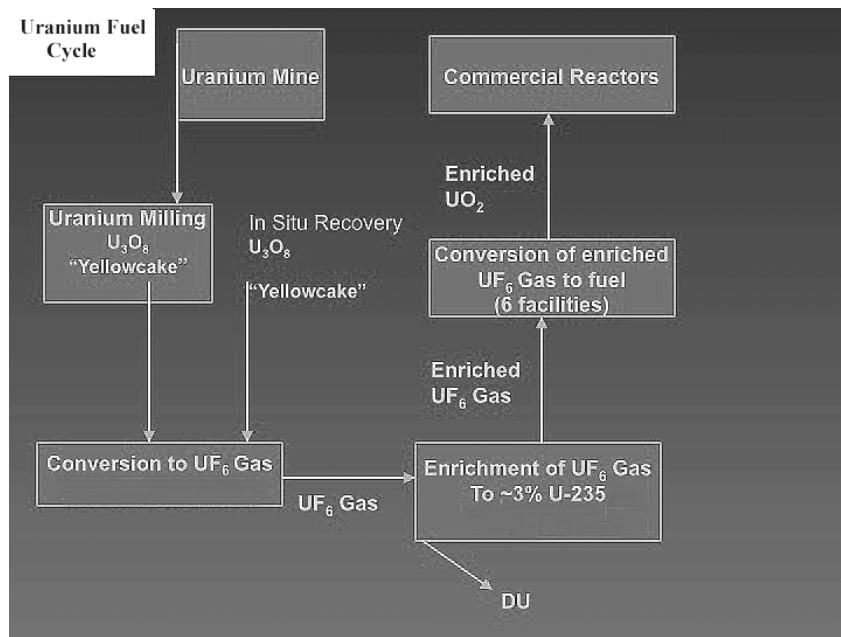 Uranium Fuel
Cycle
Uranium Mine
Commercial Reactors
Enriched
UO₂
Uranium Milling
U₃O₈
“Yellowcake”
In Situ Recovery
U₃O₈
“Yellowcake”
Conversion of enriched
UF₆ Gas to fuel
(6 facilities)
Enriched
UF₆ Gas
Conversion to UF₆ Gas
UF₆ Gas
Enrichment of UF₆ Gas
To ~3% U-235
DU